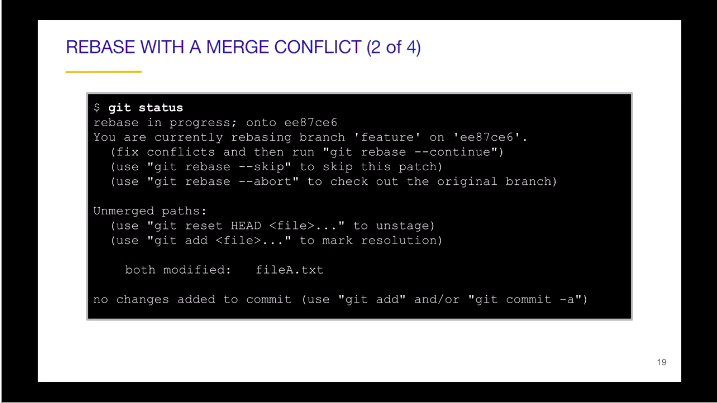 REBASE WITH A MERGE CONFLICT (2 of 4)
$ git status
rebase in progress; onto ee87ce6
You are currently rebasing branch 'feature' on 'ee87ce6'.
(fix conflicts and then run "git rebase --continue")
(use "git rebase --skip" to skip this patch)
(use "git rebase --abort" to check out the original branch)
Unmerged paths:
(use "git reset HEAD <file>..." to unstage)
(use "git add <file>..." to mark resolution)
both modified: fileA.txt
no changes added to commit (use "git add" and/or "git commit -a")
19